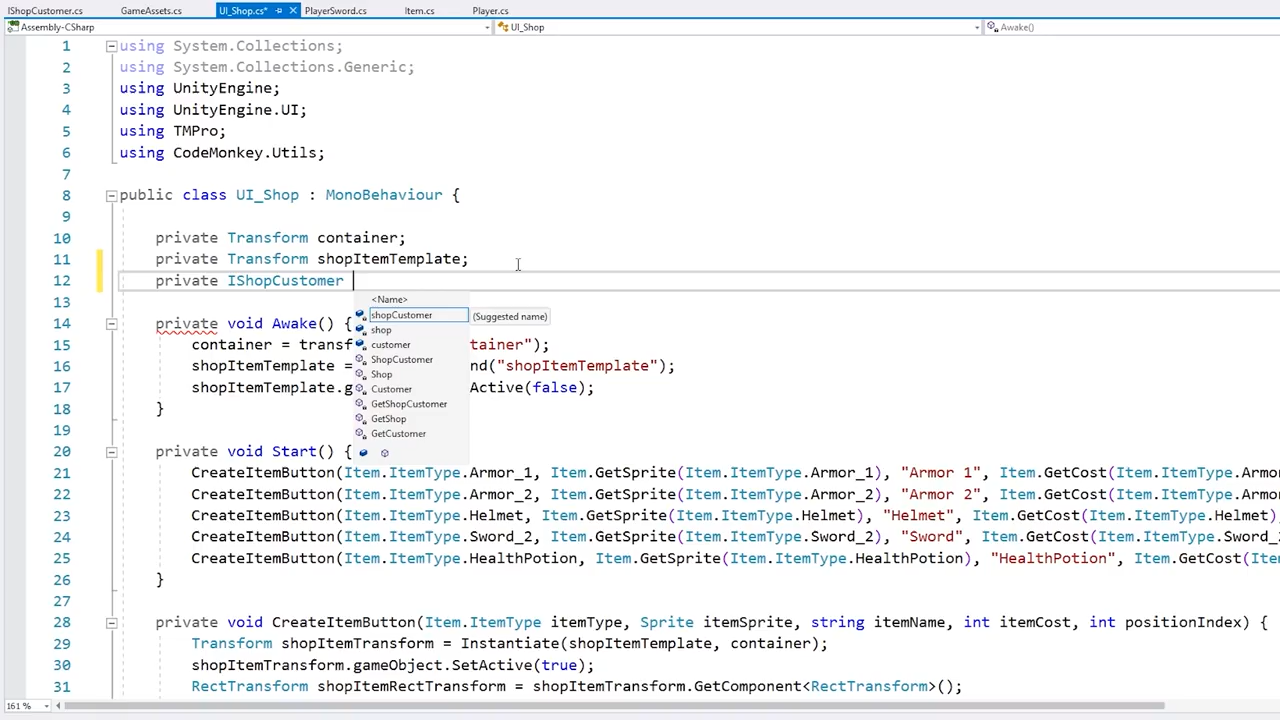 IShopCustomer.cs GameAssets.cs UI_Shop.cs* PlayerSword.cs Item.cs Player.cs
Assembly-CSharp UI_Shop Awake()
1 using System.Collections;
2 using System.Collections.Generic;
3 using UnityEngine;
4 using UnityEngine.UI;
5 using TMPro;
6 using CodeMonkey.Utils;
7
8 public class UI_Shop : MonoBehaviour {
9
10 private Transform container;
11 private Transform shopItemTemplate;
12 private IShopCustomer
<Name>
13
shopCustomer (Suggested name)
14 private void Awake() {
shop
15 container = transf tainer");
customer
ShopCustomer
16 shopItemTemplate = nd("shopItemTemplate");
Shop
17 shopItemTemplate.g Active(false);
Customer
GetShopCustomer
18 }
GetShop
19
GetCustomer
20 private void Start() {
21 CreateItemButton(Item.ItemType.Armor_1, Item.GetSprite(Item.ItemType.Armor_1), "Armor 1", Item.GetCost(Item.ItemType.Armo
22 CreateItemButton(Item.ItemType.Armor_2, Item.GetSprite(Item.ItemType.Armor_2), "Armor 2", Item.GetCost(Item.ItemType.Armo
23 CreateItemButton(Item.ItemType.Helmet, Item.GetSprite(Item.ItemType.Helmet), "Helmet", Item.GetCost(Item.ItemType.Helmet)
24 CreateItemButton(Item.ItemType.Sword_2, Item.GetSprite(Item.ItemType.Sword_2), "Sword", Item.GetCost(Item.ItemType.Sword_2
25 CreateItemButton(Item.ItemType.HealthPotion, Item.GetSprite(Item.ItemType.HealthPotion), "HealthPotion", Item.GetCost(Ite
26 }
27
28 private void CreateItemButton(Item.ItemType itemType, Sprite itemSprite, string itemName, int itemCost, int positionIndex) {
29 Transform shopItemTransform = Instantiate(shopItemTemplate, container);
30 shopItemTransform.gameObject.SetActive(true);
31 RectTransform shopItemRectTransform = shopItemTransform.GetComponent<RectTransform>();
161 %